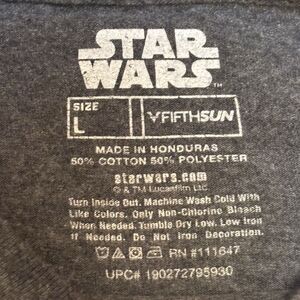 STAR
WARS™
SIZE
L
FIFTHSUN
MADE IN HONDURAS
50% COTTON 50% POLYESTER
starwars.com
© & TM Lucasfilm Ltd.
Turn Inside Out. Machine Wash Cold With
Like Colors. Only Non-Chlorine Bleach
When Needed. Tumble Dry Low. Low Iron
If Needed. Do Not Iron Decoration.
RN #111647
UPC# 190272795930